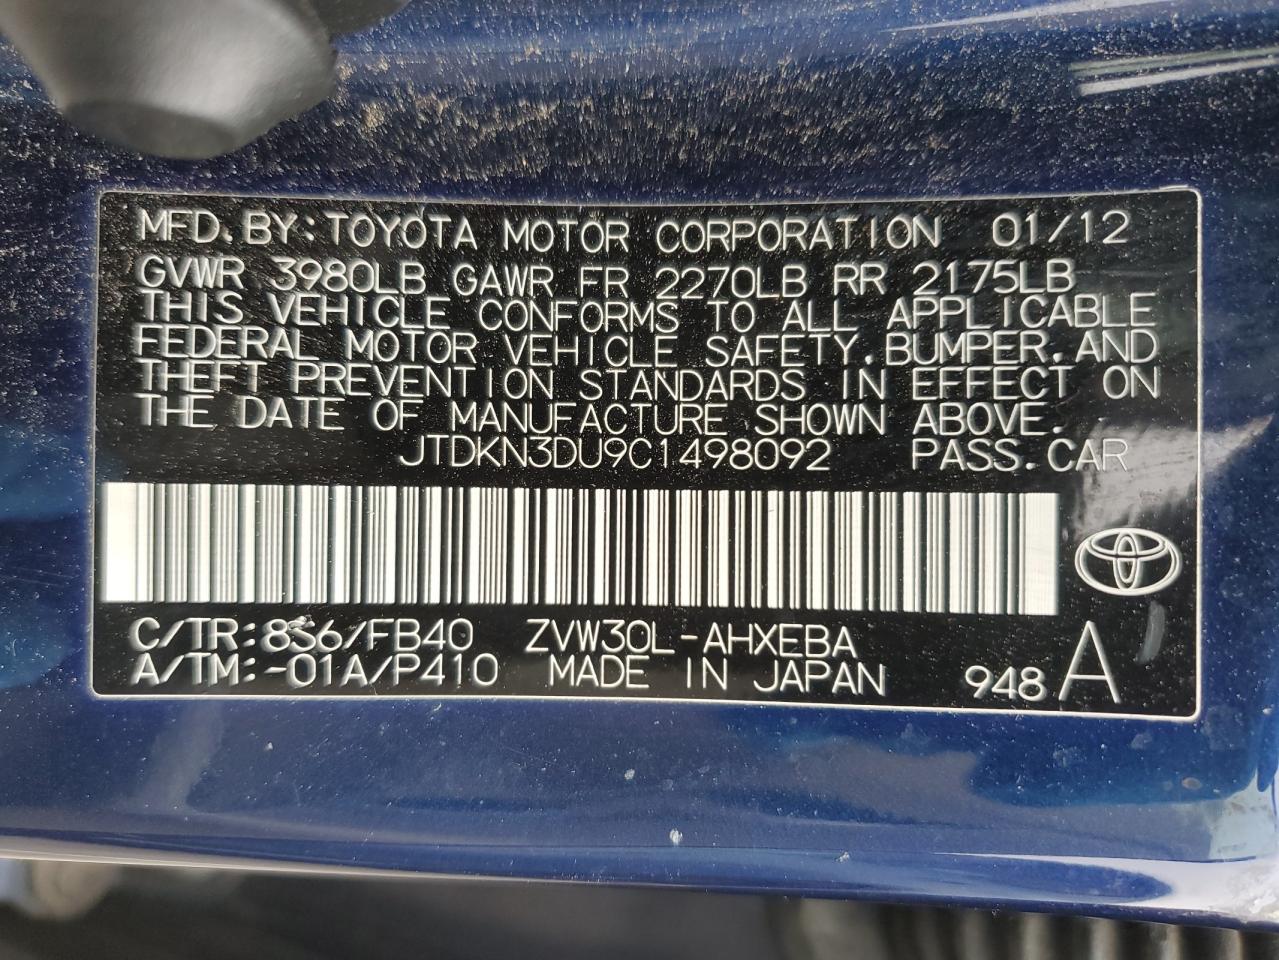 MFD. BY: TOYOTA MOTOR CORPORATION 01/12
GVWR 3980LB GAWR FR 2270LB RR 2175LB
THIS VEHICLE CONFORMS TO ALL APPLICABLE
FEDERAL MOTOR VEHICLE SAFETY, BUMPER, AND
THEFT PREVENTION STANDARDS IN EFFECT ON
THE DATE OF MANUFACTURE SHOWN ABOVE.
JTDKN3DU9C1498092 PASS. CAR
C/TR: 8S6/FB40 ZVW30L-AHXEBA
A/TM: -01A/P410 MADE IN JAPAN 948 A